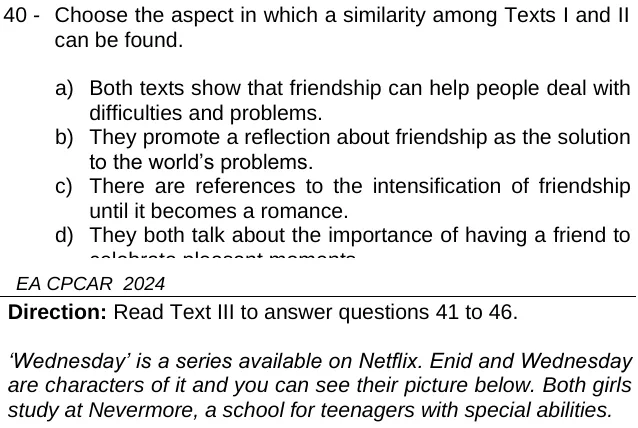 40 - Choose the aspect in which a similarity among Texts I and II
can be found.
a) Both texts show that friendship can help people deal with
difficulties and problems.
b) They promote a reflection about friendship as the solution
to the world’s problems.
c) There are references to the intensification of friendship
until it becomes a romance.
d) They both talk about the importance of having a friend to
celebrate pleasant moments.
EA CPCAR 2024
Direction: Read Text III to answer questions 41 to 46.
‘Wednesday’ is a series available on Netflix. Enid and Wednesday
are characters of it and you can see their picture below. Both girls
study at Nevermore, a school for teenagers with special abilities.